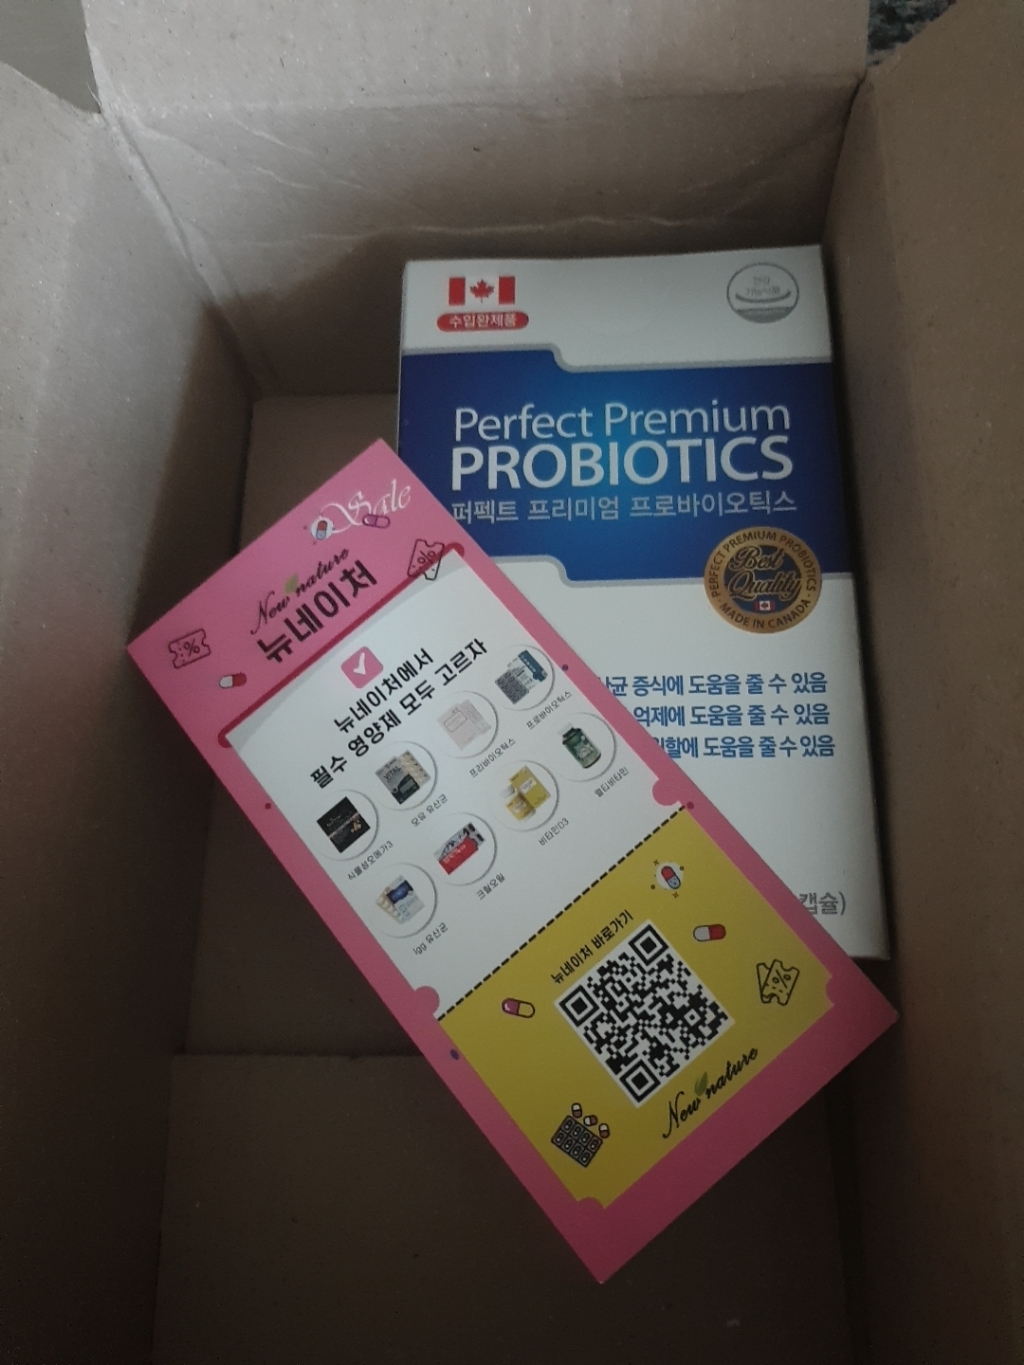 수입완제품
건강
기능식품
Perfect Premium
PROBIOTICS
퍼펙트 프리미엄 프로바이오틱스
PERFECT PREMIUM PROBIOTICS
Best
Quality
MADE IN CANADA
증식에 도움을 줄 수 있음
억제에 도움을 줄 수 있음
도움을 줄 수 있음
캡슐)
Sale
New nature
뉴네이처
뉴네이처에서
필수 영양제 모두 고르자
식물성오메가3
모유 유산균
프리바이오틱스
프로바이오틱스
igg 유산균
크릴오일
비타민D3
멀티비타민
뉴네이처 바로가기
New nature